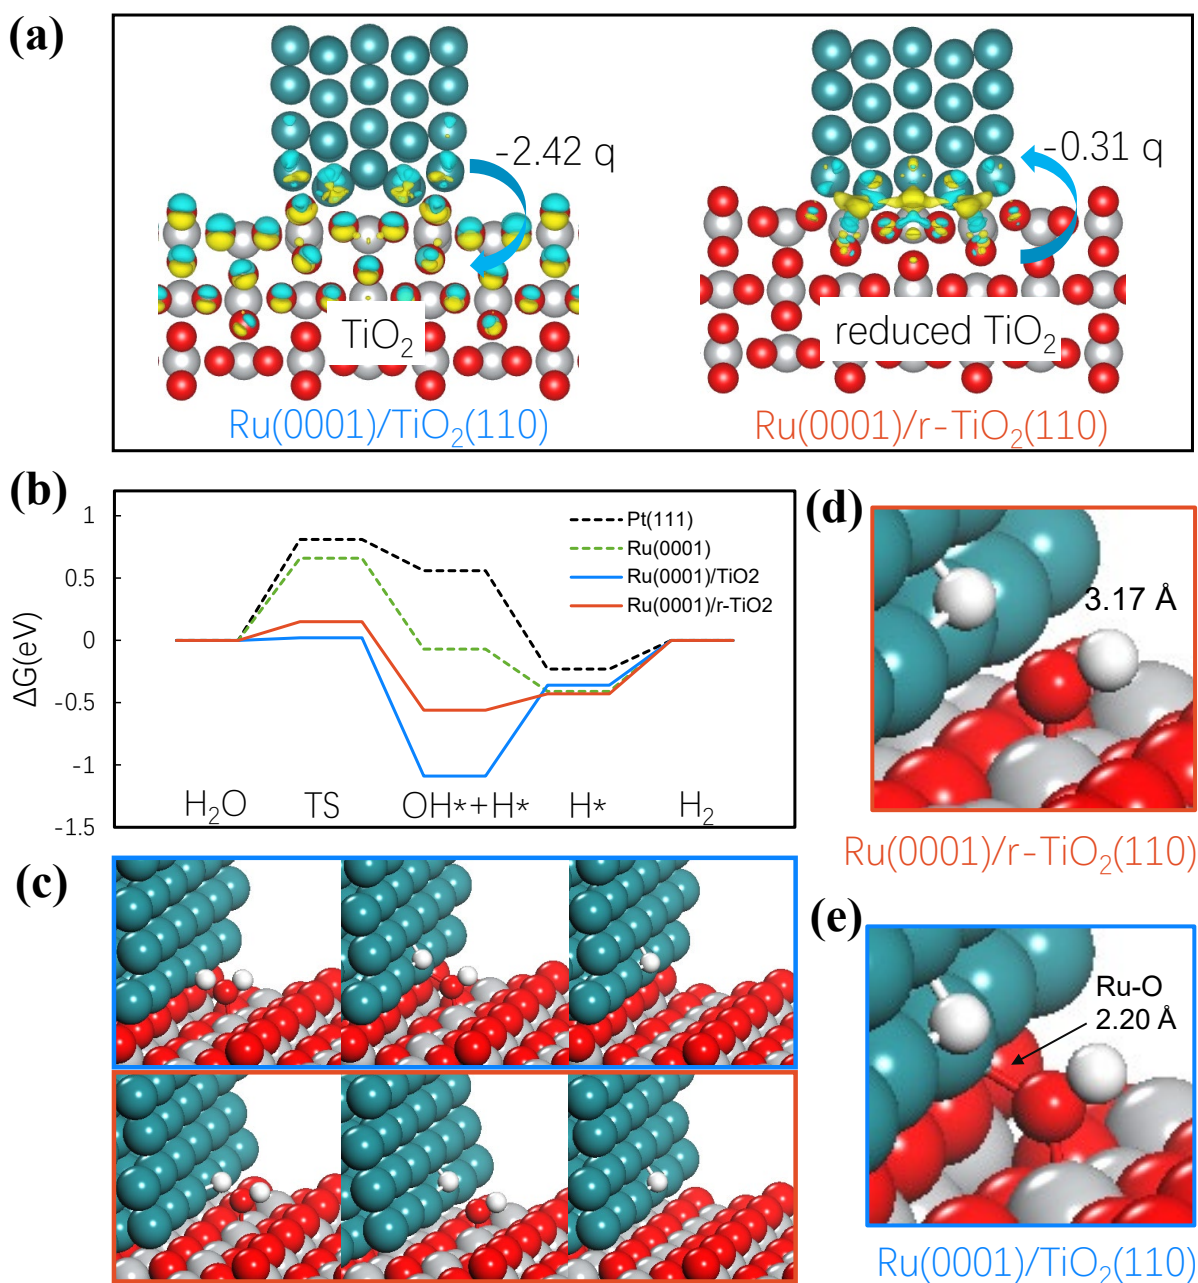 (a)
-2.42 q
-0.31 q
TiO₂
reduced TiO₂
Ru(0001)/TiO₂(110)
Ru(0001)/r-TiO₂(110)
(b)
1
0.5
0
-0.5
-1
-1.5
ΔG(eV)
Pt(111)
Ru(0001)
Ru(0001)/TiO2
Ru(0001)/r-TiO2
H₂O
TS
OH*+H*
H*
H₂
(c)
(d)
3.17 Å
Ru(0001)/r-TiO₂(110)
(e)
Ru-O
2.20 Å
Ru(0001)/TiO₂(110)